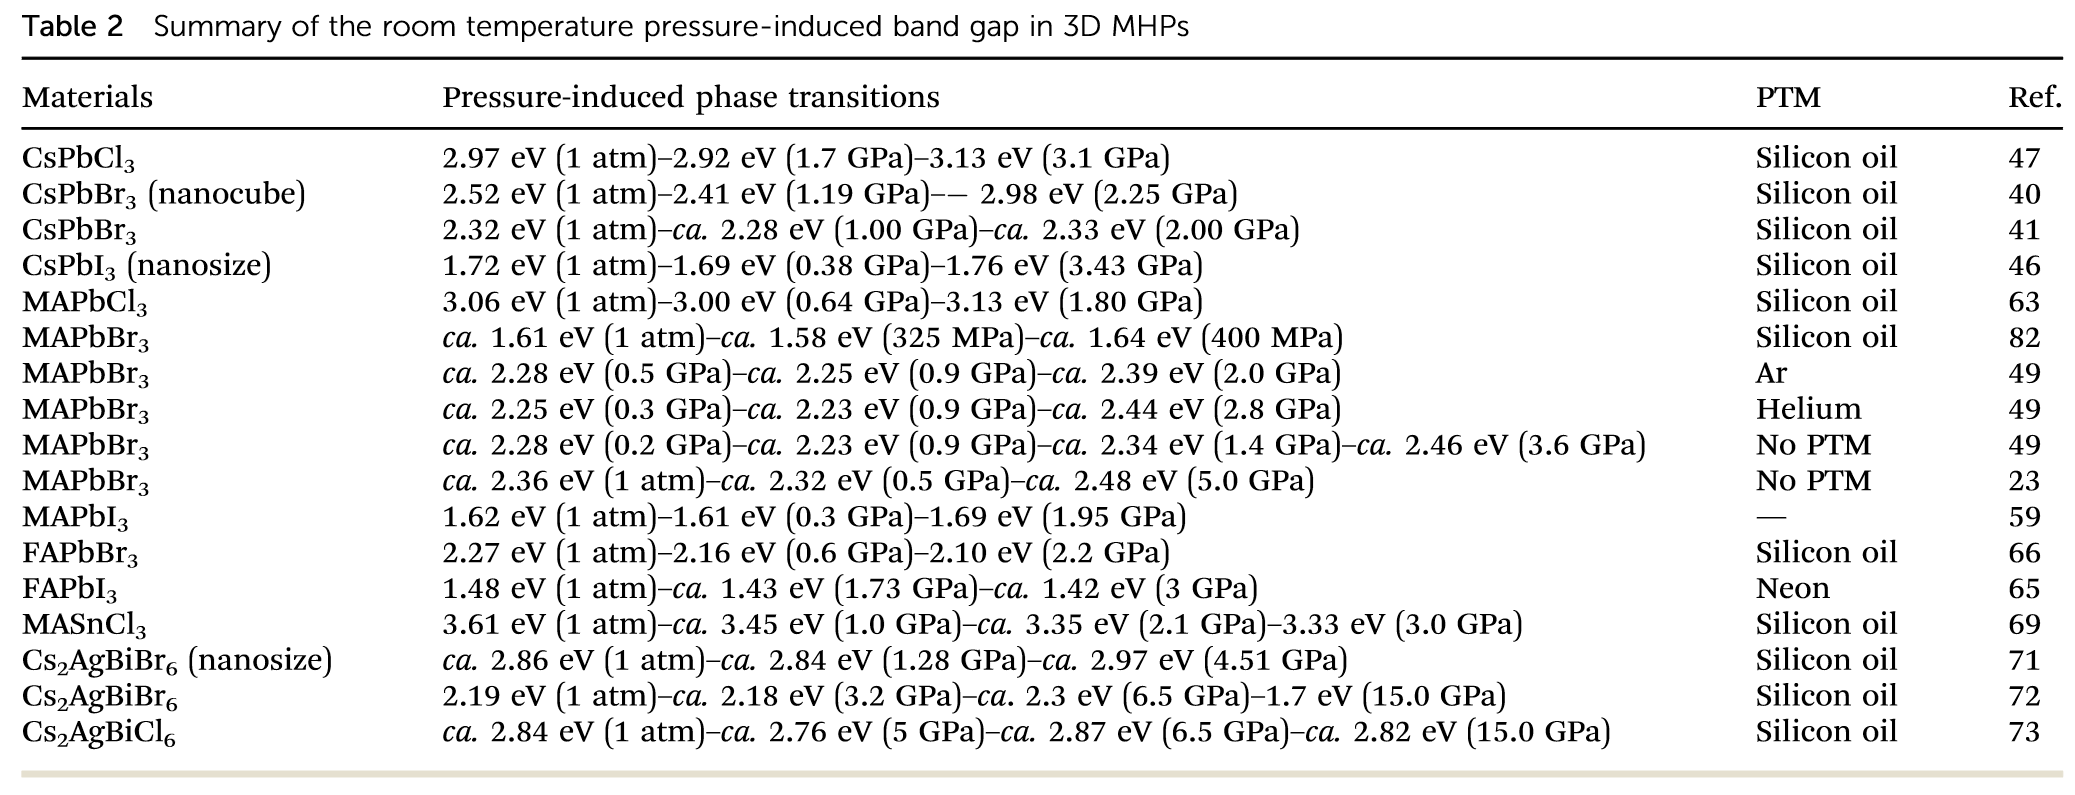 Table 2 Summary of the room temperature pressure-induced band gap in 3D MHPs
Materials Pressure-induced phase transitions PTM Ref.
CsPbCl₃ 2.97 eV (1 atm)–2.92 eV (1.7 GPa)–3.13 eV (3.1 GPa) Silicon oil 47
CsPbBr₃ (nanocube) 2.52 eV (1 atm)–2.41 eV (1.19 GPa)–— 2.98 eV (2.25 GPa) Silicon oil 40
CsPbBr₃ 2.32 eV (1 atm)–ca. 2.28 eV (1.00 GPa)–ca. 2.33 eV (2.00 GPa) Silicon oil 41
CsPbI₃ (nanosize) 1.72 eV (1 atm)–1.69 eV (0.38 GPa)–1.76 eV (3.43 GPa) Silicon oil 46
MAPbCl₃ 3.06 eV (1 atm)–3.00 eV (0.64 GPa)–3.13 eV (1.80 GPa) Silicon oil 63
MAPbBr₃ ca. 1.61 eV (1 atm)–ca. 1.58 eV (325 MPa)–ca. 1.64 eV (400 MPa) Silicon oil 82
MAPbBr₃ ca. 2.28 eV (0.5 GPa)–ca. 2.25 eV (0.9 GPa)–ca. 2.39 eV (2.0 GPa) Ar 49
MAPbBr₃ ca. 2.25 eV (0.3 GPa)–ca. 2.23 eV (0.9 GPa)–ca. 2.44 eV (2.8 GPa) Helium 49
MAPbBr₃ ca. 2.28 eV (0.2 GPa)–ca. 2.23 eV (0.9 GPa)–ca. 2.34 eV (1.4 GPa)–ca. 2.46 eV (3.6 GPa) No PTM 49
MAPbBr₃ ca. 2.36 eV (1 atm)–ca. 2.32 eV (0.5 GPa)–ca. 2.48 eV (5.0 GPa) No PTM 23
MAPbI₃ 1.62 eV (1 atm)–1.61 eV (0.3 GPa)–1.69 eV (1.95 GPa) — 59
FAPbBr₃ 2.27 eV (1 atm)–2.16 eV (0.6 GPa)–2.10 eV (2.2 GPa) Silicon oil 66
FAPbI₃ 1.48 eV (1 atm)–ca. 1.43 eV (1.73 GPa)–ca. 1.42 eV (3 GPa) Neon 65
MASnCl₃ 3.61 eV (1 atm)–ca. 3.45 eV (1.0 GPa)–ca. 3.35 eV (2.1 GPa)–3.33 eV (3.0 GPa) Silicon oil 69
Cs₂AgBiBr₆ (nanosize) ca. 2.86 eV (1 atm)–ca. 2.84 eV (1.28 GPa)–ca. 2.97 eV (4.51 GPa) Silicon oil 71
Cs₂AgBiBr₆ 2.19 eV (1 atm)–ca. 2.18 eV (3.2 GPa)–ca. 2.3 eV (6.5 GPa)–1.7 eV (15.0 GPa) Silicon oil 72
Cs₂AgBiCl₆ ca. 2.84 eV (1 atm)–ca. 2.76 eV (5 GPa)–ca. 2.87 eV (6.5 GPa)–ca. 2.82 eV (15.0 GPa) Silicon oil 73